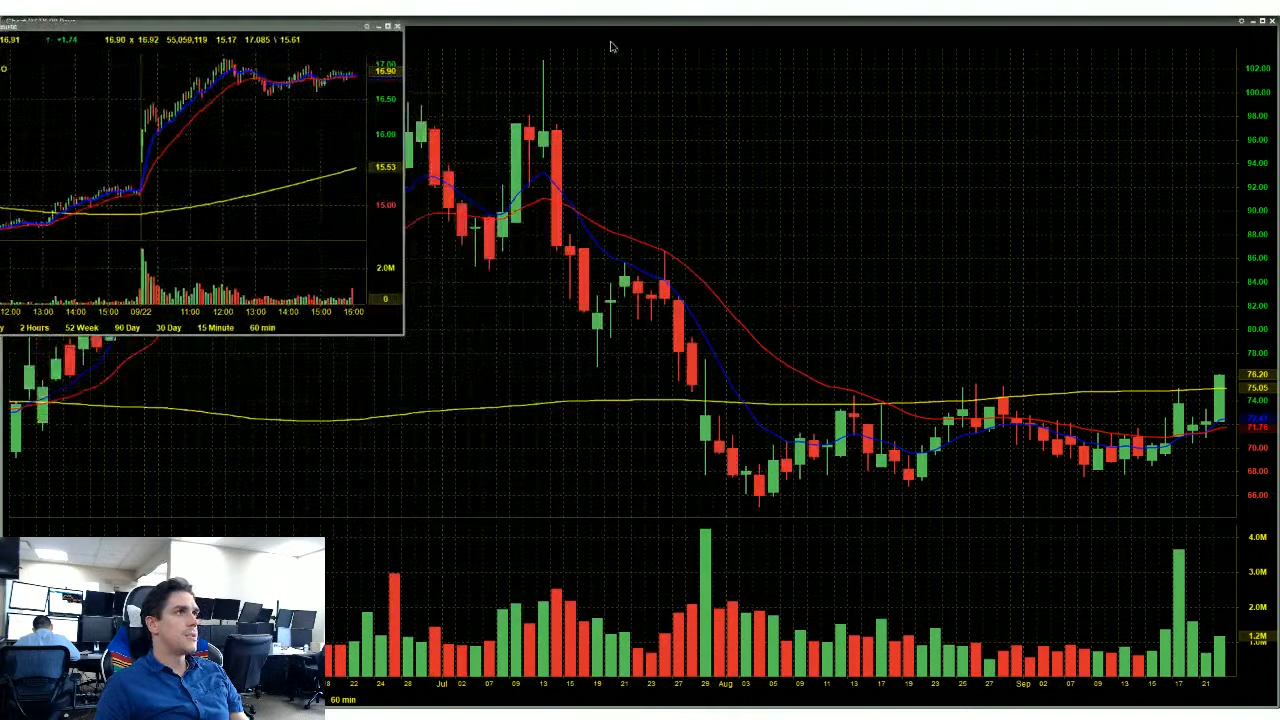 16.91 +1.74 16.90 x 16.92 55,059,119 15.17 17.085 \ 15.61
17.00
16.90
16.50
16.00
15.53
15.00
2.0M
0
12:00 13:00 14:00 15:00 09/22 11:00 12:00 13:00 14:00 15:00 16:00
2 Hours 52 Week 90 Day 30 Day 15 Minute 60 min
102.00
100.00
98.00
96.00
94.00
92.00
90.00
88.00
86.00
84.00
82.00
80.00
78.00
76.20
75.05
74.00
71.76
70.00
68.00
66.00
4.0M
3.0M
2.0M
1.2M
22 24 26 28 Jul 02 07 09 13 15 19 21 23 27 29 Aug 03 05 09 11 13 17 19 23 25 27 Sep 02 07 09 13 15 17 21
60 min